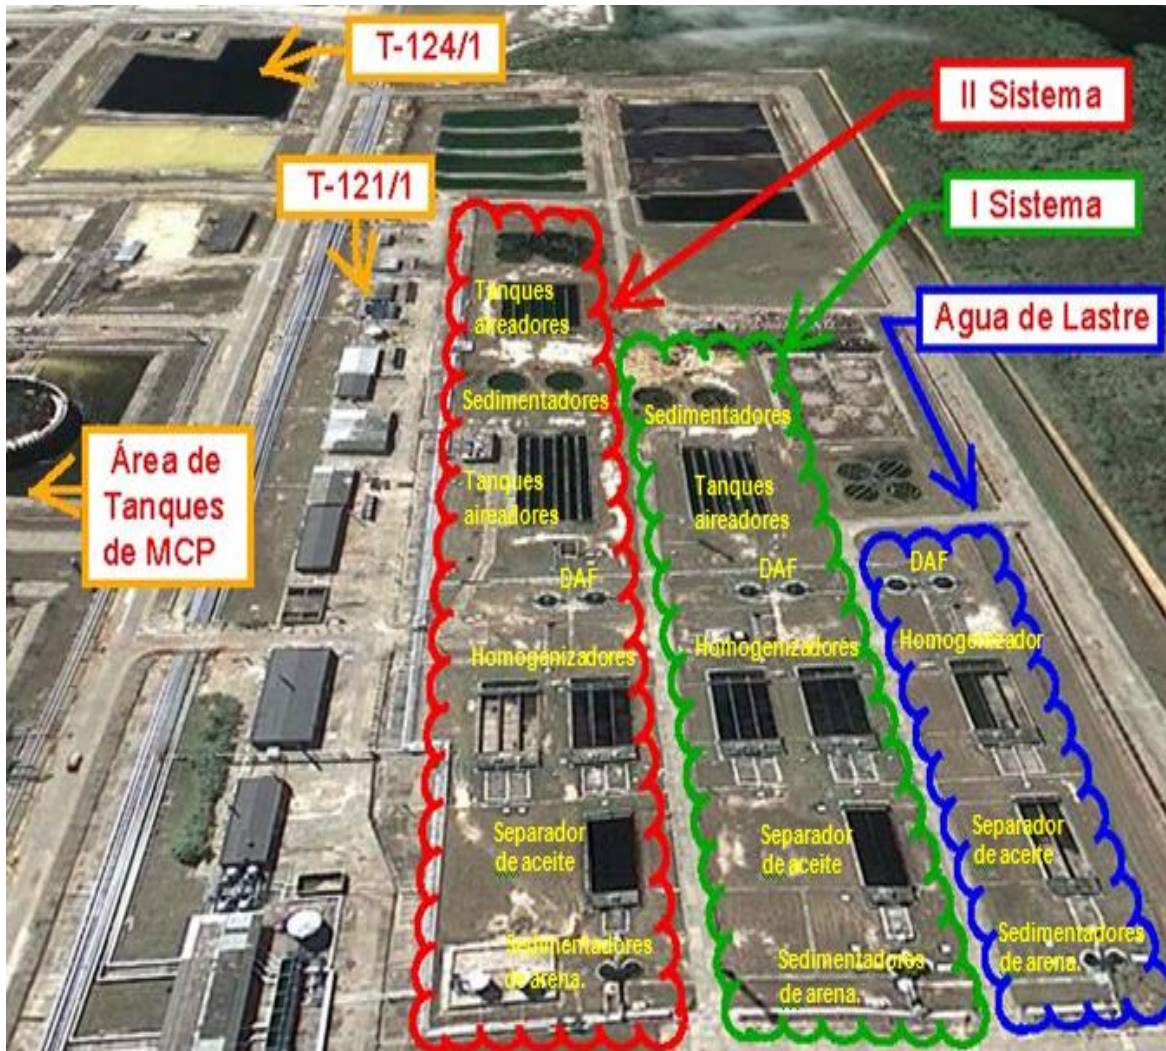 T-124/1
II Sistema
T-121/1
I Sistema
Agua de Lastre
Área de
Tanques
de MCP
Tanques
aireadores
Sedimentadores
Tanques
aireadores
DAF
Homogenizadores
Separador
de aceite
Sedimentadores
de arena.
Sedimentadores
Tanques
aireadores
DAF
Homogenizadores
Separador
de aceite
Sedimentadores
de arena.
DAF
Homogenizador
Separador
de aceite
Sedimentadores
de arena.